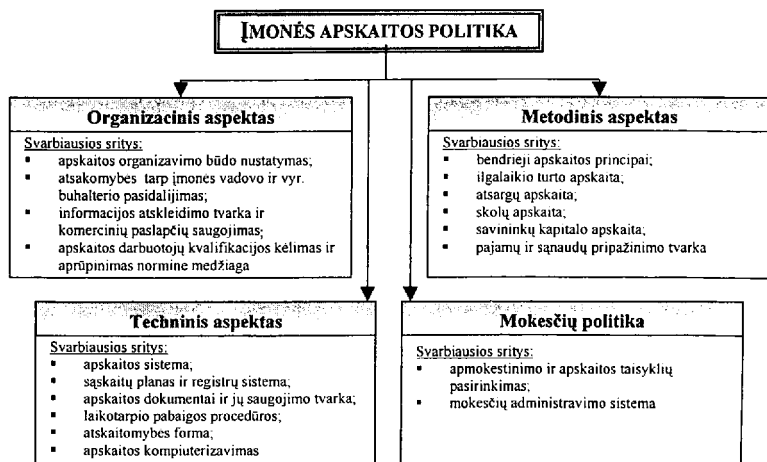 ĮMONĖS APSKAITOS POLITIKA
Organizacinis aspektas
Svarbiausios sritys:
▪ apskaitos organizavimo būdo nustatymas;
▪ atsakomybės tarp įmonės vadovo ir vyr.
buhalterio pasidalijimas;
▪ informacijos atskleidimo tvarka ir
komercinių paslapčių saugojimas;
▪ apskaitos darbuotojų kvalifikacijos kėlimas ir
aprūpinimas normine medžiaga
Metodinis aspektas
Svarbiausios sritys:
▪ bendrieji apskaitos principai;
▪ ilgalaikio turto apskaita;
▪ atsargų apskaita;
▪ skolų apskaita;
▪ savininkų kapitalo apskaita;
▪ pajamų ir sąnaudų pripažinimo tvarka
Techninis aspektas
Svarbiausios sritys:
▪ apskaitos sistema;
▪ sąskaitų planas ir registrų sistema;
▪ apskaitos dokumentai ir jų saugojimo tvarka;
▪ laikotarpio pabaigos procedūros;
▪ atskaitomybės forma;
▪ apskaitos kompiuterizavimas
Mokesčių politika
Svarbiausios sritys:
▪ apmokestinimo ir apskaitos taisyklių
pasirinkimas;
▪ mokesčių administravimo sistema